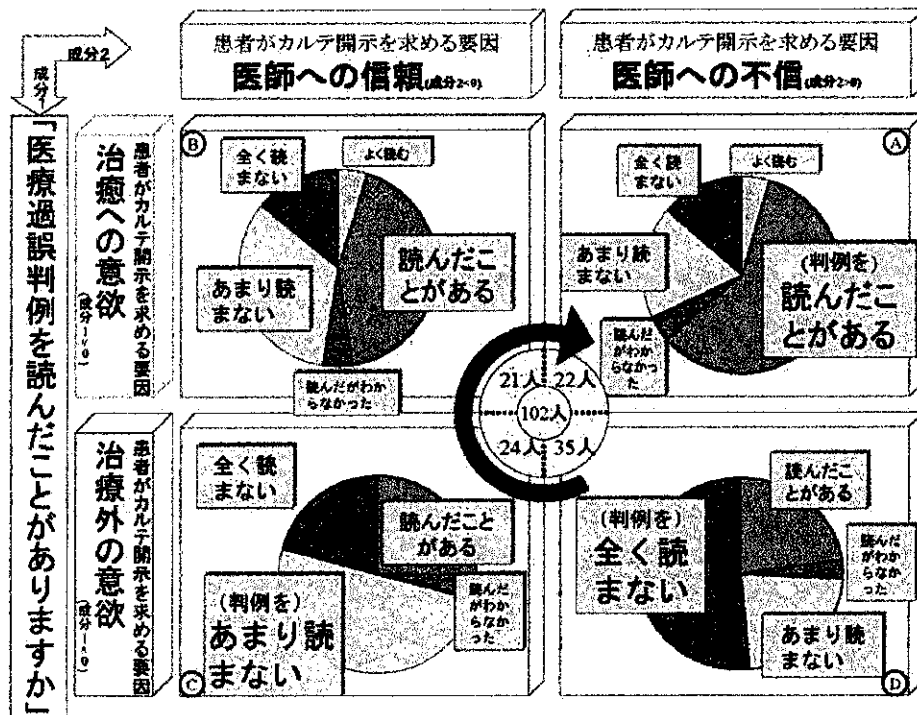 成分2
成分1
患者がカルテ開示を求める要因
医師への信頼(成分2<0)
患者がカルテ開示を求める要因
医師への不信(成分2>0)
「医療過誤判例を読んだことがありますか」
患者がカルテ開示を求める要因
治癒への意欲
患者がカルテ開示を求める要因
治療外の意欲
B
全く読
まない
よく読む
読んだこ
とがある
あまり読
まない
読んだがわか
らなかった
A
全く読
まない
よく読む
あまり読
まない
(判例を)
読んだこ
とがある
読んだ
がわか
らなかっ
た
21人
22人
102人
24人
35人
全く読
まない
読んだこと
がある
(判例を)
あまり読
まない
読んだ
がわか
らなか
った
C
(判例を)
全く読
まない
読んだこ
とがある
読んだ
がわか
らなか
った
あまり読
まない
D